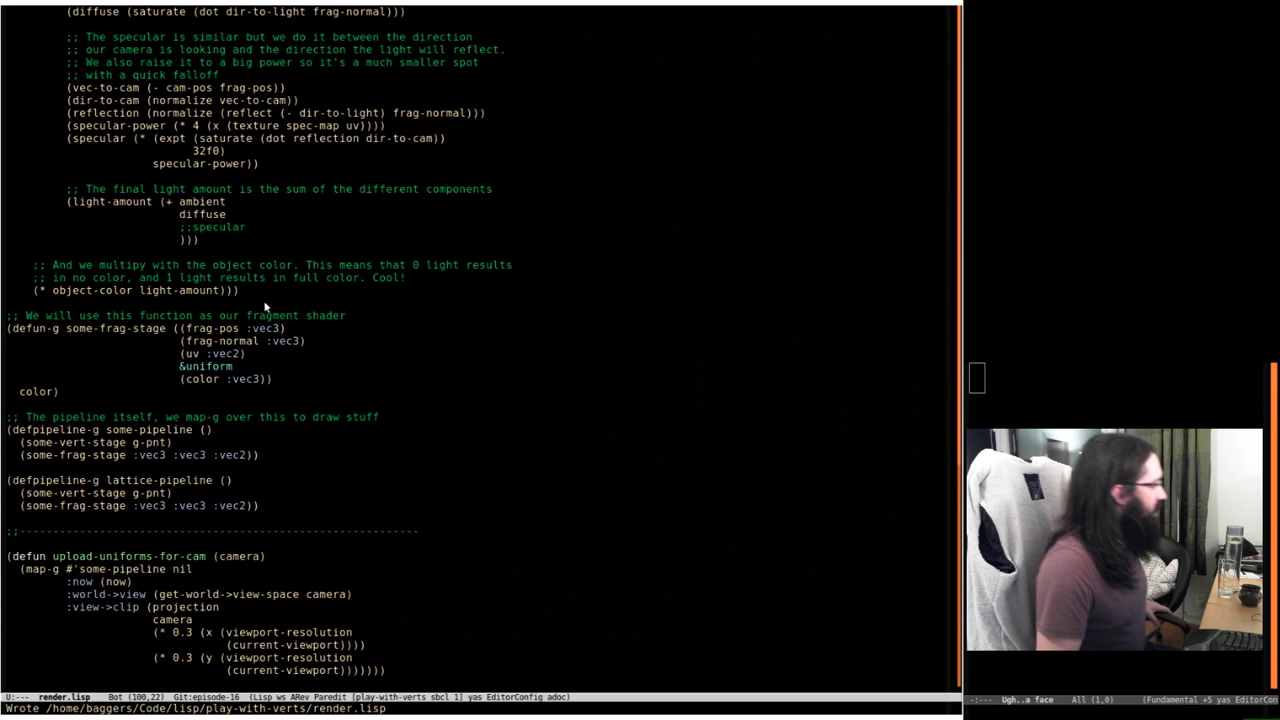 (diffuse (saturate (dot dir-to-light frag-normal)))
;; The specular is similar but we do it between the direction
;; our camera is looking and the direction the light will reflect.
;; We also raise it to a big power so it's a much smaller spot
;; with a quick falloff
(vec-to-cam (- cam-pos frag-pos))
(dir-to-cam (normalize vec-to-cam))
(reflection (normalize (reflect (- dir-to-light) frag-normal)))
(specular-power (* 4 (x (texture spec-map uv))))
(specular (* (expt (saturate (dot reflection dir-to-cam))
32f0)
specular-power))
;; The final light amount is the sum of the different components
(light-amount (+ ambient
diffuse
;;specular
)))
;; And we multipy with the object color. This means that 0 light results
;; in no color, and 1 light results in full color. Cool!
(* object-color light-amount)))
;; We will use this function as our fragment shader
(defun-g some-frag-stage ((frag-pos :vec3)
(frag-normal :vec3)
(uv :vec2)
&uniform
(color :vec3))
color)
;; The pipeline itself, we map-g over this to draw stuff
(defpipeline-g some-pipeline ()
(some-vert-stage g-pnt)
(some-frag-stage :vec3 :vec3 :vec2))
(defpipeline-g lattice-pipeline ()
(some-vert-stage g-pnt)
(some-frag-stage :vec3 :vec3 :vec2))
;;------------------------------------------------------------
(defun upload-uniforms-for-cam (camera)
(map-g #'some-pipeline nil
:now (now)
:world->view (get-world->view-space camera)
:view->clip (projection
camera
(* 0.3 (x (viewport-resolution
(current-viewport))))
(* 0.3 (y (viewport-resolution
(current-viewport)))))))
U:--- render.lisp Bot (100,22) Git:episode-16 (Lisp ws ARev Paredit [play-with-verts sbcl 1] yas EditorConfig adoc)
Wrote /home/baggers/Code/lisp/play-with-verts/render.lisp
-:--- Ugh..a face All (1,0) (Fundamental +5 yas EditorCon